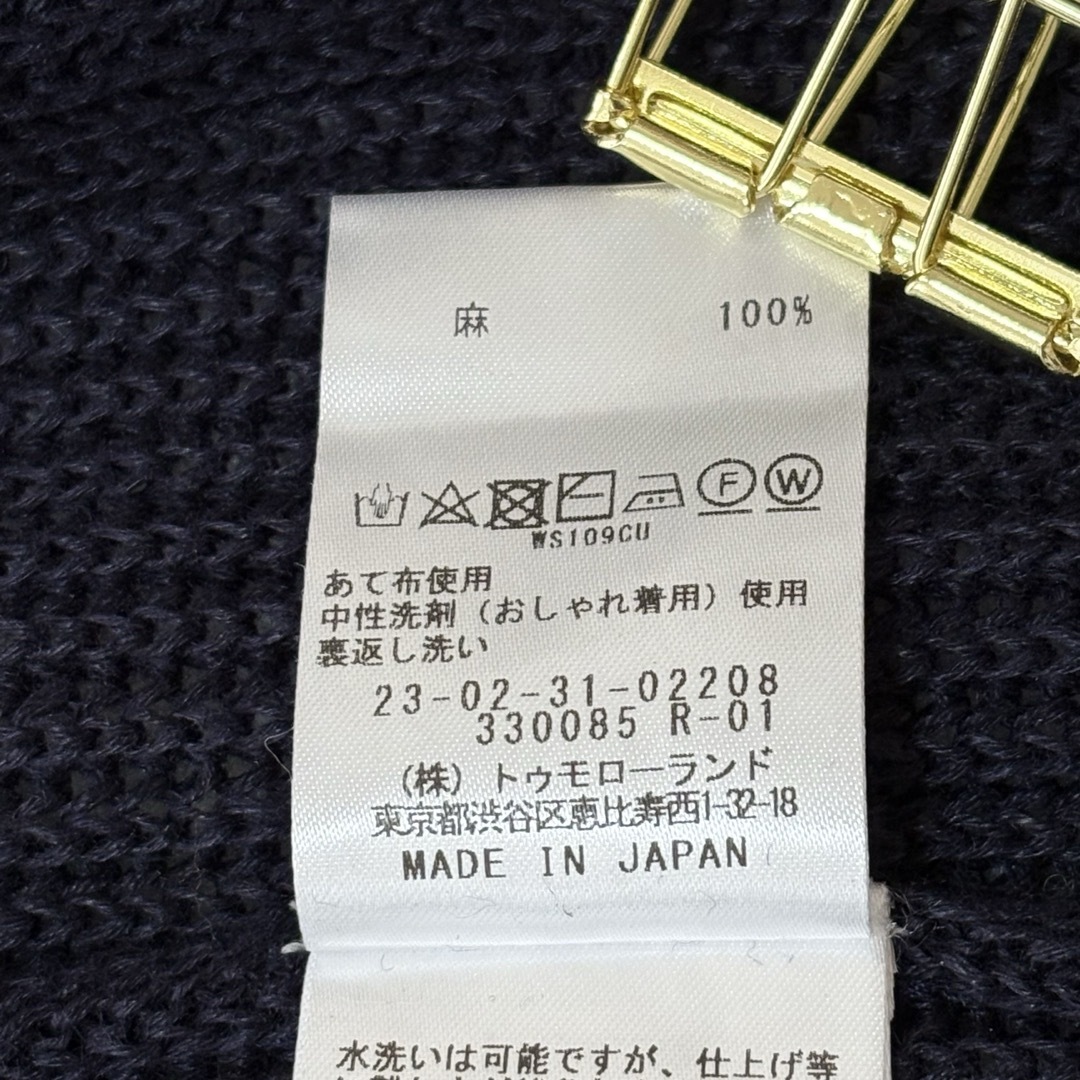 麻 100%
F W
WS109CU
あて布使用
中性洗剤（おしゃれ着用）使用
裏返し洗い
23-02-31-02208
330085 R-01
(株) トゥモローランド
東京都渋谷区恵比寿西1-32-18
MADE IN JAPAN
水洗いは可能ですが、仕上げ等